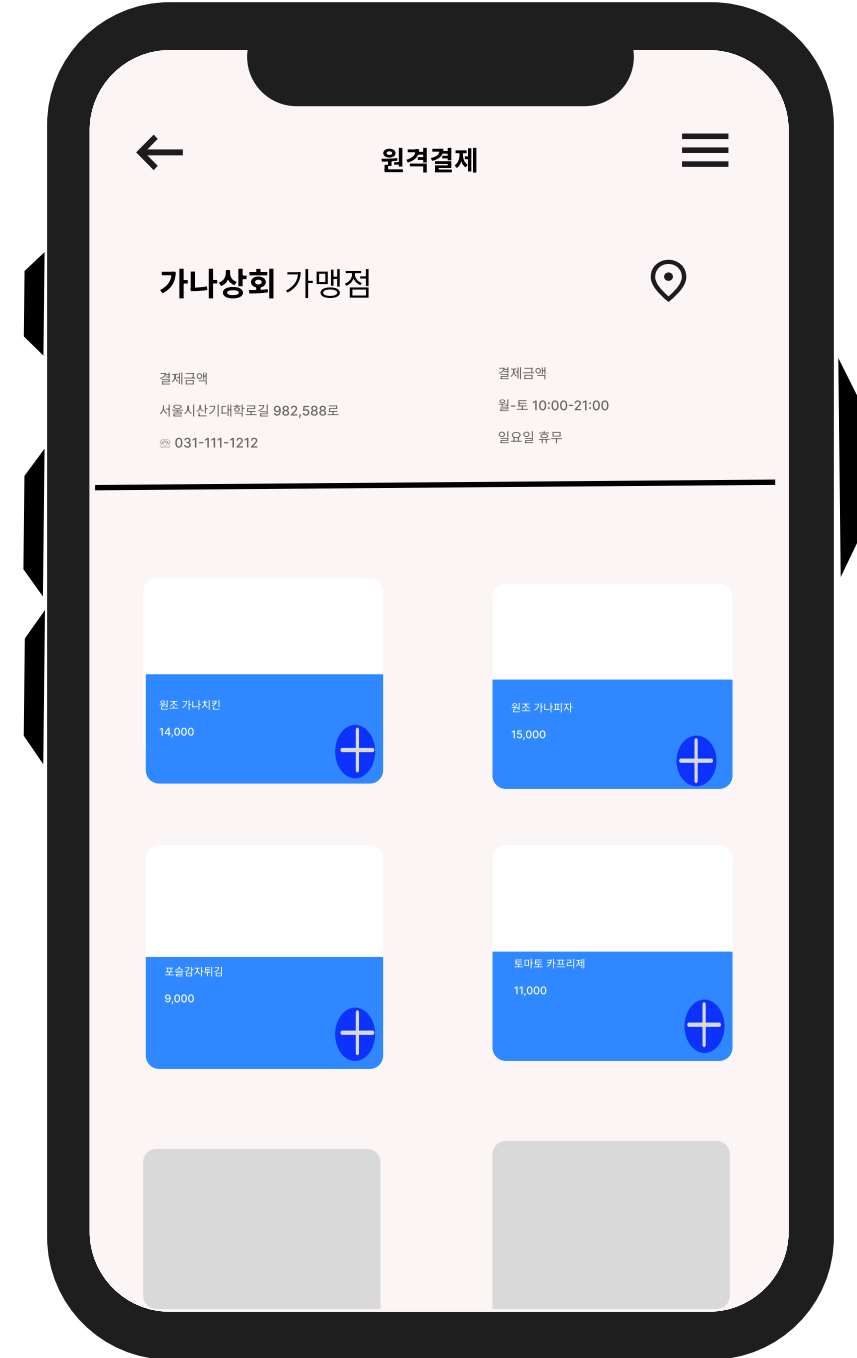 원격결제
가나상회 가맹점
결제금액
서울시산기대학로길 982,588로
☏ 031-111-1212
결제금액
월-토 10:00-21:00
일요일 휴무
원조 가나치킨
14,000
원조 가나피자
15,000
포슬감자튀김
9,000
토마토 카프리제
11,000